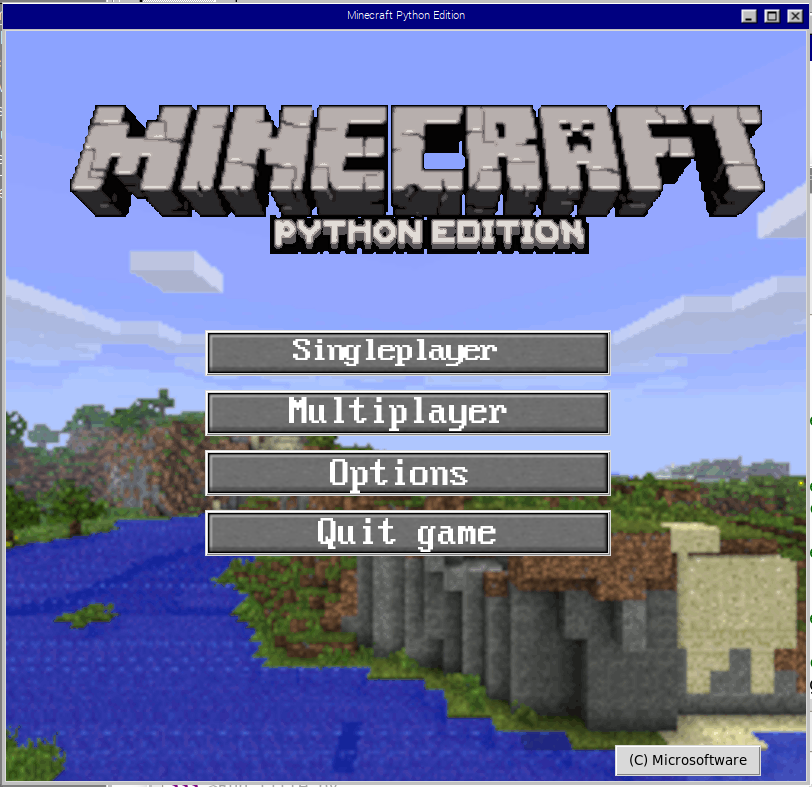 Minecraft Python Edition
MINECRAFT
PYTHON EDITION
Singleplayer
Multiplayer
Options
Quit game
(C) Microsoftware